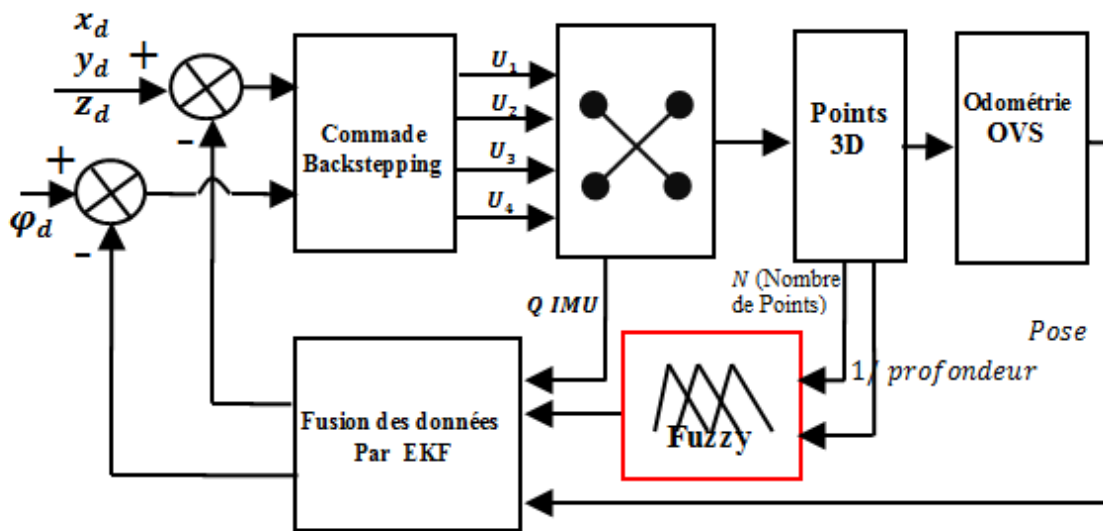 x_d
y_d
z_d
+
-
+
φ_d
-
Commade
Backstepping
U_1
U_2
U_3
U_4
Points
3D
Odométrie
OVS
Q IMU
N (Nombre
de Points)
Pose
1/ profondeur
Fuzzy
Fusion des données
Par EKF